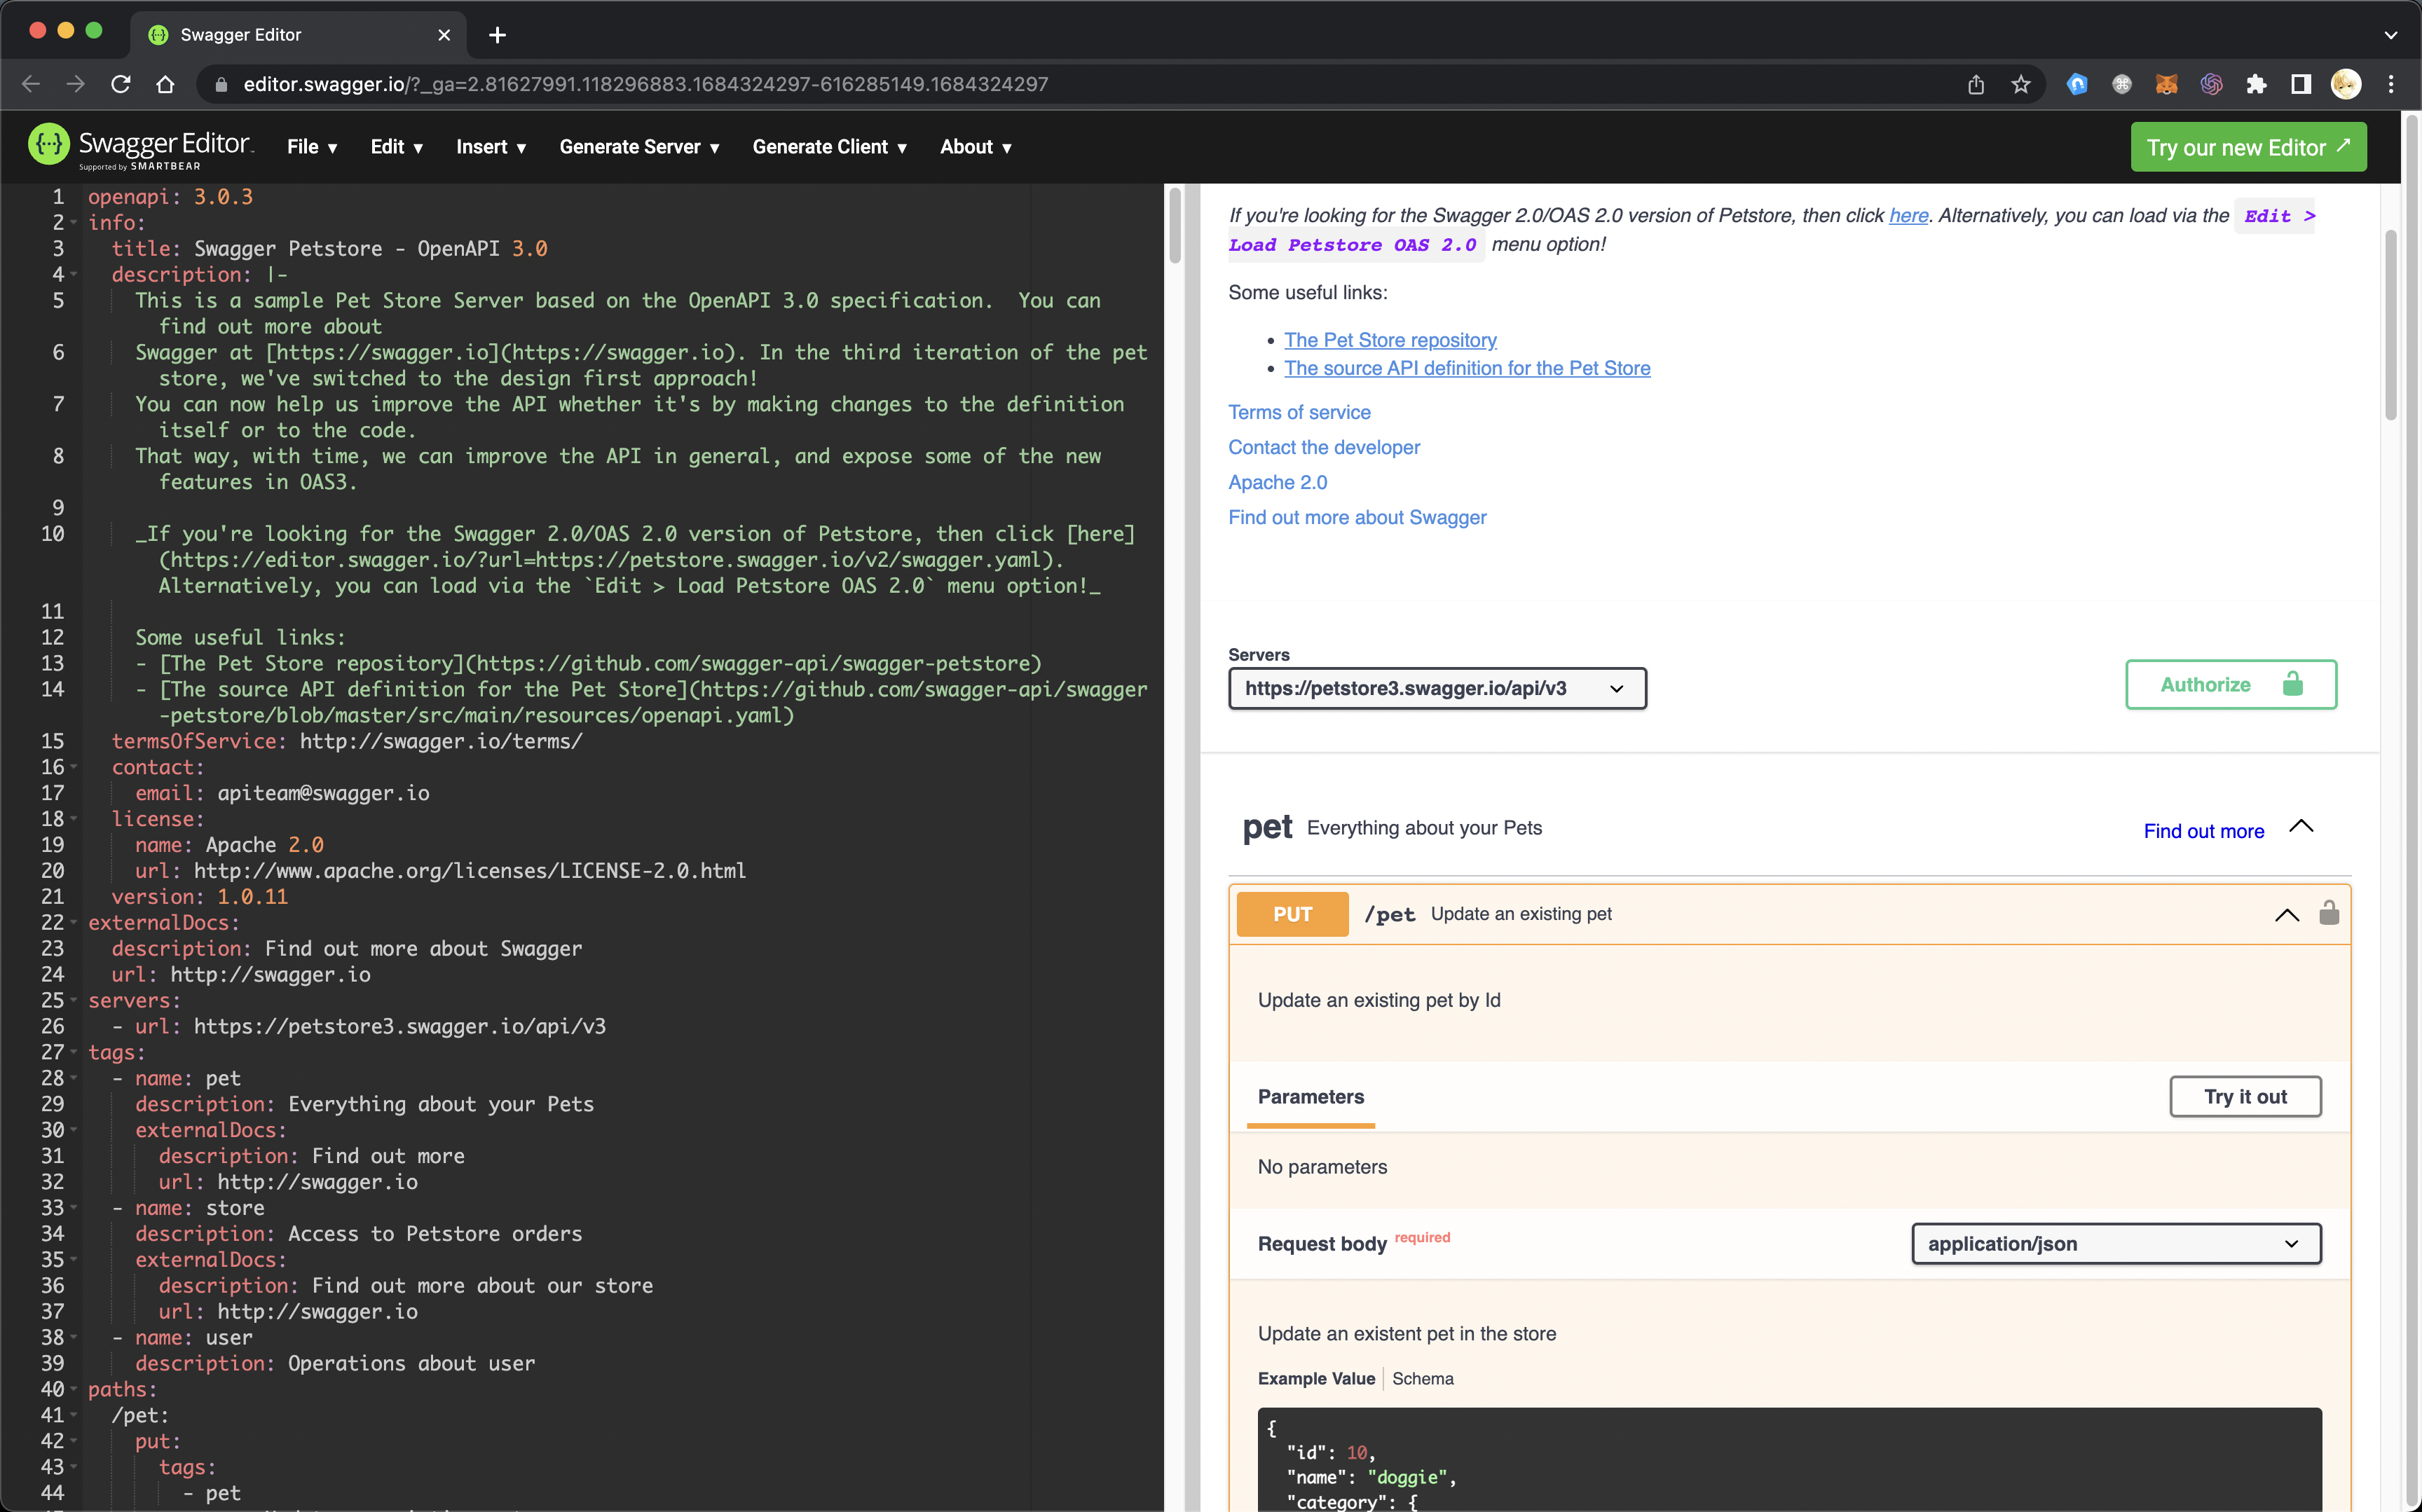 Swagger Editor
editor.swagger.io/?_ga=2.81627991.118296883.1684324297-616285149.1684324297
Swagger Editor
Supported by SMARTBEAR
File ▾ Edit ▾ Insert ▾ Generate Server ▾ Generate Client ▾ About ▾
Try our new Editor
1 openapi: 3.0.3
2 info:
3 title: Swagger Petstore - OpenAPI 3.0
4 description: |-
5 This is a sample Pet Store Server based on the OpenAPI 3.0 specification.  You can
find out more about
6 Swagger at [https://swagger.io](https://swagger.io). In the third iteration of the pet
store, we've switched to the design first approach!
7 You can now help us improve the API whether it's by making changes to the definition
itself or to the code.
8 That way, with time, we can improve the API in general, and expose some of the new
features in OAS3.
9
10 _If you're looking for the Swagger 2.0/OAS 2.0 version of Petstore, then click [here]
(https://editor.swagger.io/?url=https://petstore.swagger.io/v2/swagger.yaml).
Alternatively, you can load via the `Edit > Load Petstore OAS 2.0` menu option!_
11
12 Some useful links:
13 - [The Pet Store repository](https://github.com/swagger-api/swagger-petstore)
14 - [The source API definition for the Pet Store](https://github.com/swagger-api/swagger
-petstore/blob/master/src/main/resources/openapi.yaml)
15 termsOfService: http://swagger.io/terms/
16 contact:
17 email: apiteam@swagger.io
18 license:
19 name: Apache 2.0
20 url: http://www.apache.org/licenses/LICENSE-2.0.html
21 version: 1.0.11
22 externalDocs:
23 description: Find out more about Swagger
24 url: http://swagger.io
25 servers:
26 - url: https://petstore3.swagger.io/api/v3
27 tags:
28 - name: pet
29 description: Everything about your Pets
30 externalDocs:
31 description: Find out more
32 url: http://swagger.io
33 - name: store
34 description: Access to Petstore orders
35 externalDocs:
36 description: Find out more about our store
37 url: http://swagger.io
38 - name: user
39 description: Operations about user
40 paths:
41 /pet:
42 put:
43 tags:
44 - pet
If you're looking for the Swagger 2.0/OAS 2.0 version of Petstore, then click here. Alternatively, you can load via the Edit >
Load Petstore OAS 2.0 menu option!
Some useful links:
• The Pet Store repository
• The source API definition for the Pet Store
Terms of service
Contact the developer
Apache 2.0
Find out more about Swagger
Servers
https://petstore3.swagger.io/api/v3
Authorize
pet Everything about your Pets Find out more
PUT /pet Update an existing pet
Update an existing pet by Id
Parameters Try it out
No parameters
Request body required application/json
Update an existent pet in the store
Example Value | Schema
{
"id": 10,
"name": "doggie",
"category": {